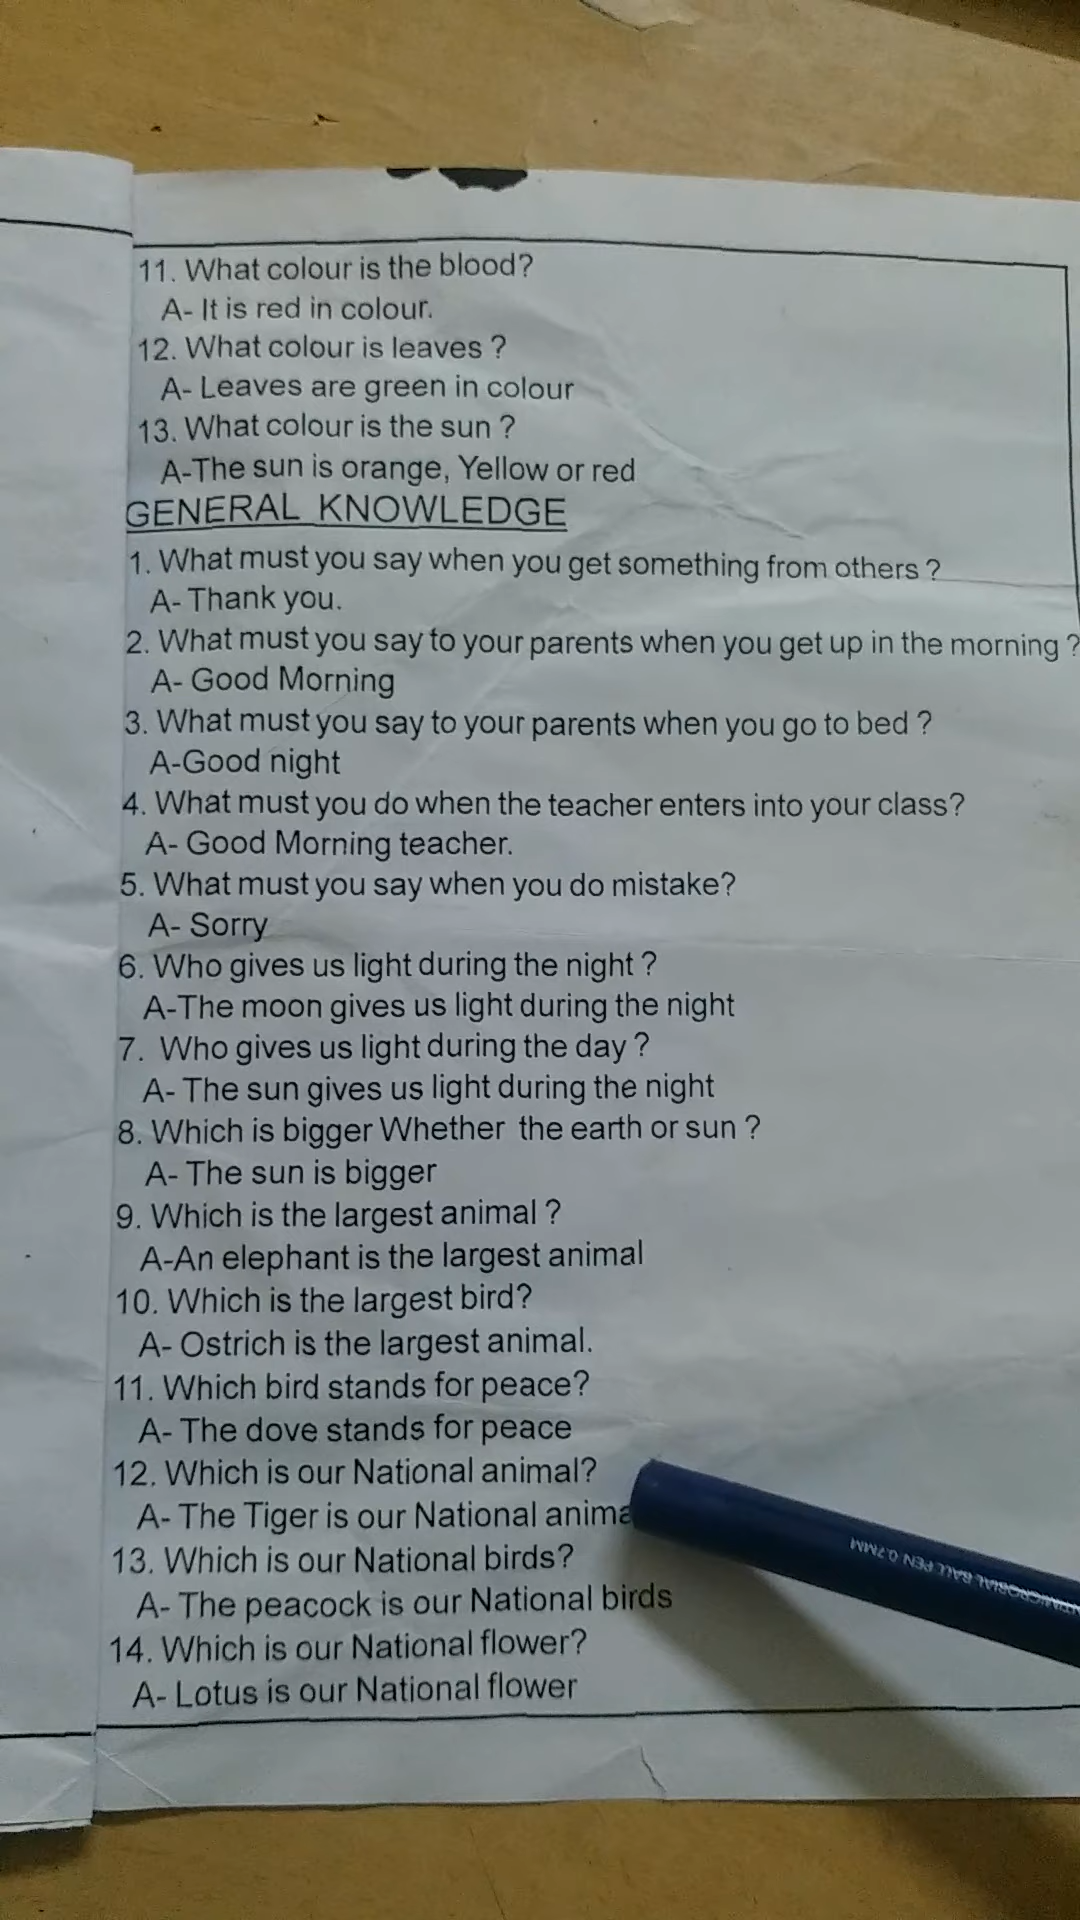 11. What colour is the blood?
A- It is red in colour.
12. What colour is leaves ?
A- Leaves are green in colour
13. What colour is the sun ?
A-The sun is orange, Yellow or red
GENERAL KNOWLEDGE
1. What must you say when you get something from others ?
A- Thank you.
2. What must you say to your parents when you get up in the morning ?
A- Good Morning
3. What must you say to your parents when you go to bed ?
A-Good night
4. What must you do when the teacher enters into your class?
A- Good Morning teacher.
5. What must you say when you do mistake?
A- Sorry
6. Who gives us light during the night ?
A-The moon gives us light during the night
7. Who gives us light during the day ?
A- The sun gives us light during the night
8. Which is bigger Whether the earth or sun ?
A- The sun is bigger
9. Which is the largest animal ?
A-An elephant is the largest animal
10. Which is the largest bird?
A- Ostrich is the largest animal.
11. Which bird stands for peace?
A- The dove stands for peace
12. Which is our National animal?
A- The Tiger is our National anima
13. Which is our National birds?
A- The peacock is our National birds
14. Which is our National flower?
A- Lotus is our National flower
BALL PEN 0.7MM